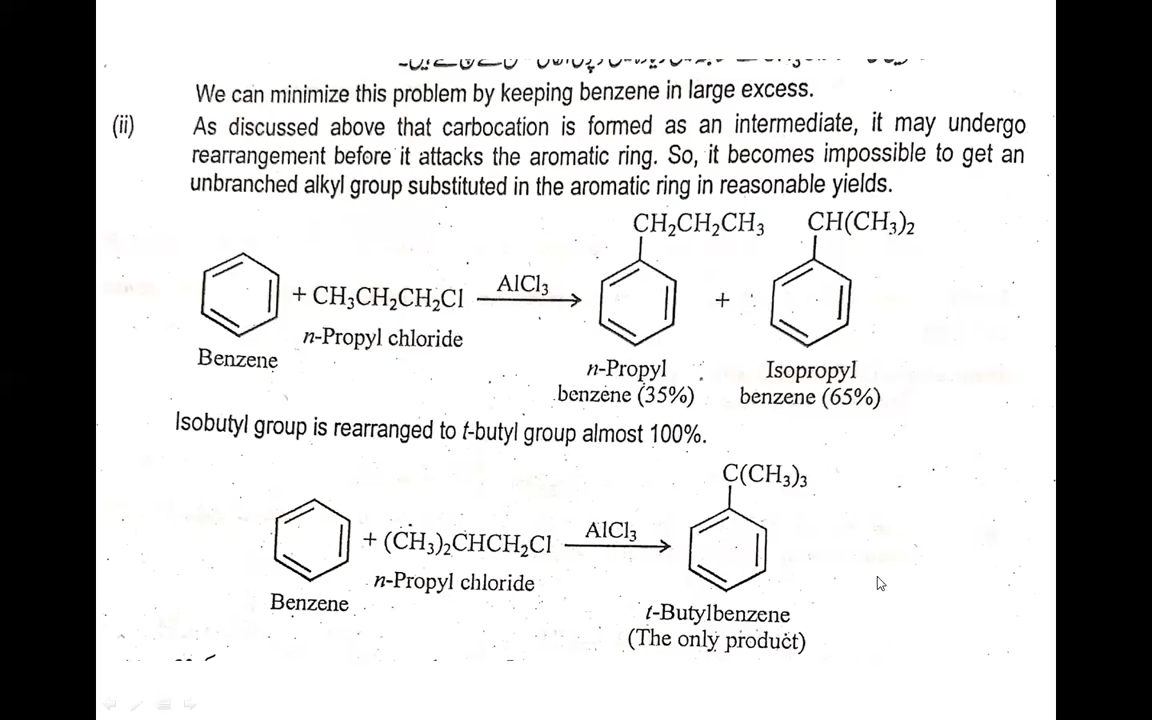 We can minimize this problem by keeping benzene in large excess.
(ii) As discussed above that carbocation is formed as an intermediate, it may undergo
rearrangement before it attacks the aromatic ring. So, it becomes impossible to get an
unbranched alkyl group substituted in the aromatic ring in reasonable yields.
CH₂CH₂CH₃ CH(CH₃)₂
+ CH₃CH₂CH₂Cl AlCl₃ +
n-Propyl chloride
Benzene
n-Propyl Isopropyl
benzene (35%) benzene (65%)
Isobutyl group is rearranged to t-butyl group almost 100%.
C(CH₃)₃
+ (CH₃)₂CHCH₂Cl AlCl₃
n-Propyl chloride
Benzene
t-Butylbenzene
(The only product)